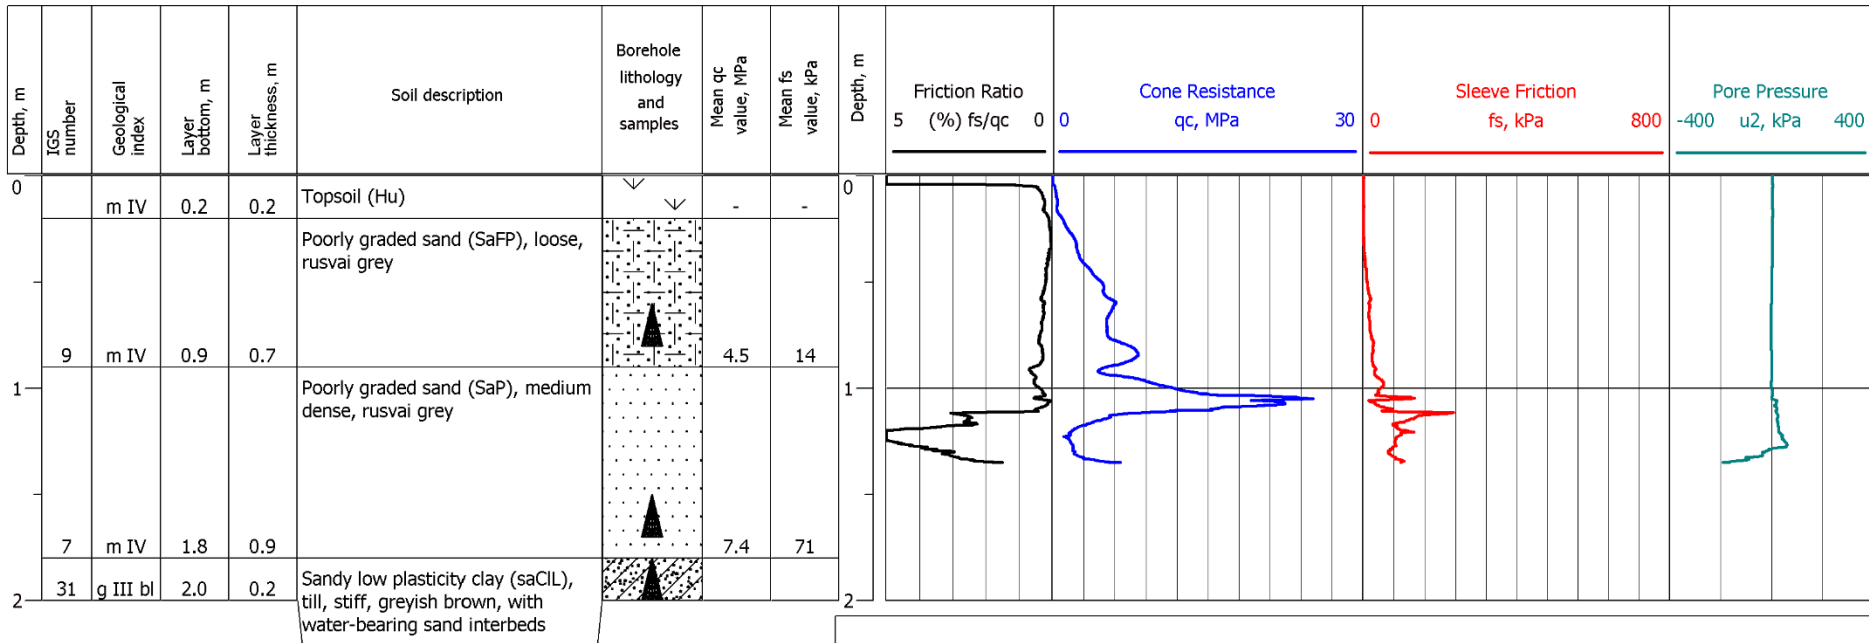 Depth, m
IGS
number
Geological
index
Layer
bottom, m
Layer
thickness, m
Soil description
Borehole
lithology
and
samples
Mean qc
value, MPa
Mean fs
value, kPa
Depth, m
Friction Ratio
5 (%) fs/qc 0
Cone Resistance
0 qc, MPa 30
Sleeve Friction
0 fs, kPa 800
Pore Pressure
-400 u2, kPa 400
0
m IV 0.2 0.2 Topsoil (Hu) - -
Poorly graded sand (SaFP), loose,
rusvai grey
9 m IV 0.9 0.7 4.5 14
1
Poorly graded sand (SaP), medium
dense, rusvai grey
7 m IV 1.8 0.9 7.4 71
31 g III bl 2.0 0.2 Sandy low plasticity clay (saClL),
till, stiff, greyish brown, with
water-bearing sand interbeds
2
0
1
2